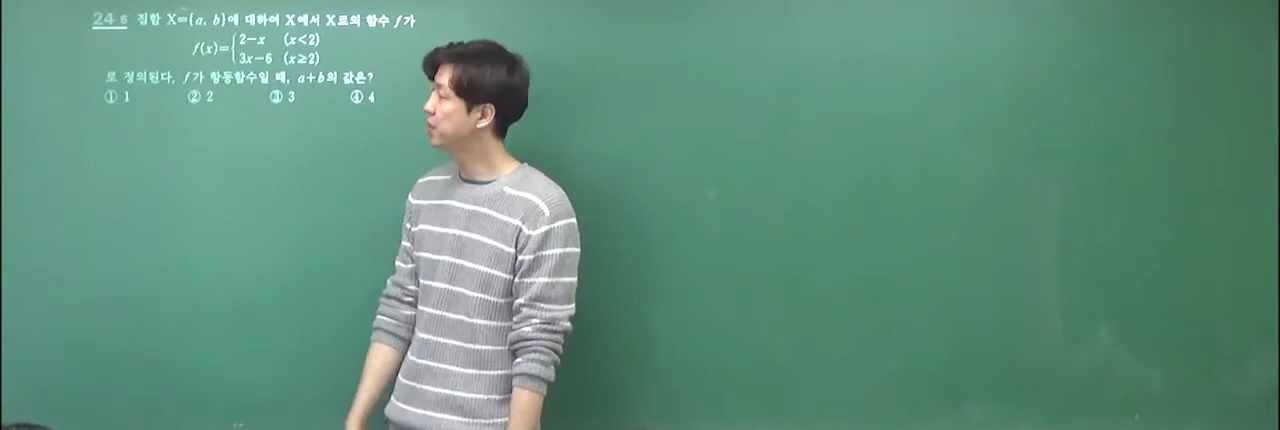 24 6 집합 X={a, b}에 대하여 X에서 X로의 함수 f가
f(x)={2-x (x<2)
3x-6 (x≥2)
로 정의된다. f가 항등함수일 때, a+b의 값은?
① 1 ② 2 ③ 3 ④ 4